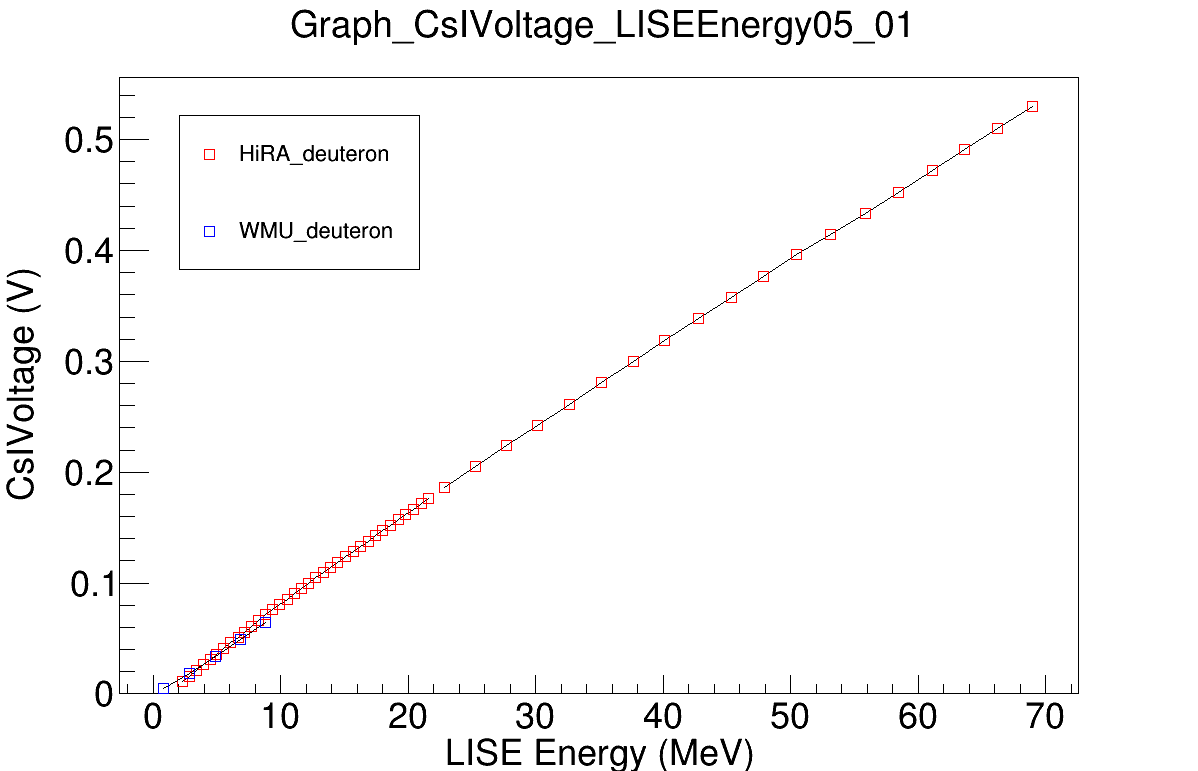 Graph_CsIVoltage_LISEEnergy05_01
CsIVoltage (V)
0.5
0.4
0.3
0.2
0.1
0
HiRA_deuteron
WMU_deuteron
0 10 20 30 40 50 60 70
LISE Energy (MeV)